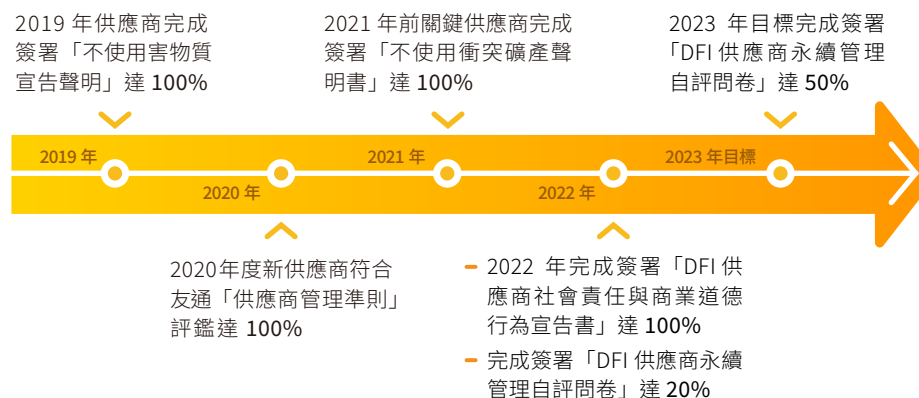 2019 年供應商完成
簽署「不使用害物質
宣告聲明」達 100%
2021 年前關鍵供應商完成
簽署「不使用衝突礦產聲
明書」達 100%
2023 年目標完成簽署
「DFI 供應商永續管理
自評問卷」達 50%
2019 年
2020 年
2021 年
2022 年
2023 年目標
2020年度新供應商符合
友通「供應商管理準則」
評鑑達 100%
2022 年完成簽署「DFI 供
應商社會責任與商業道德
行為宣告書」達 100%
完成簽署「DFI 供應商永續
管理自評問卷」達 20%